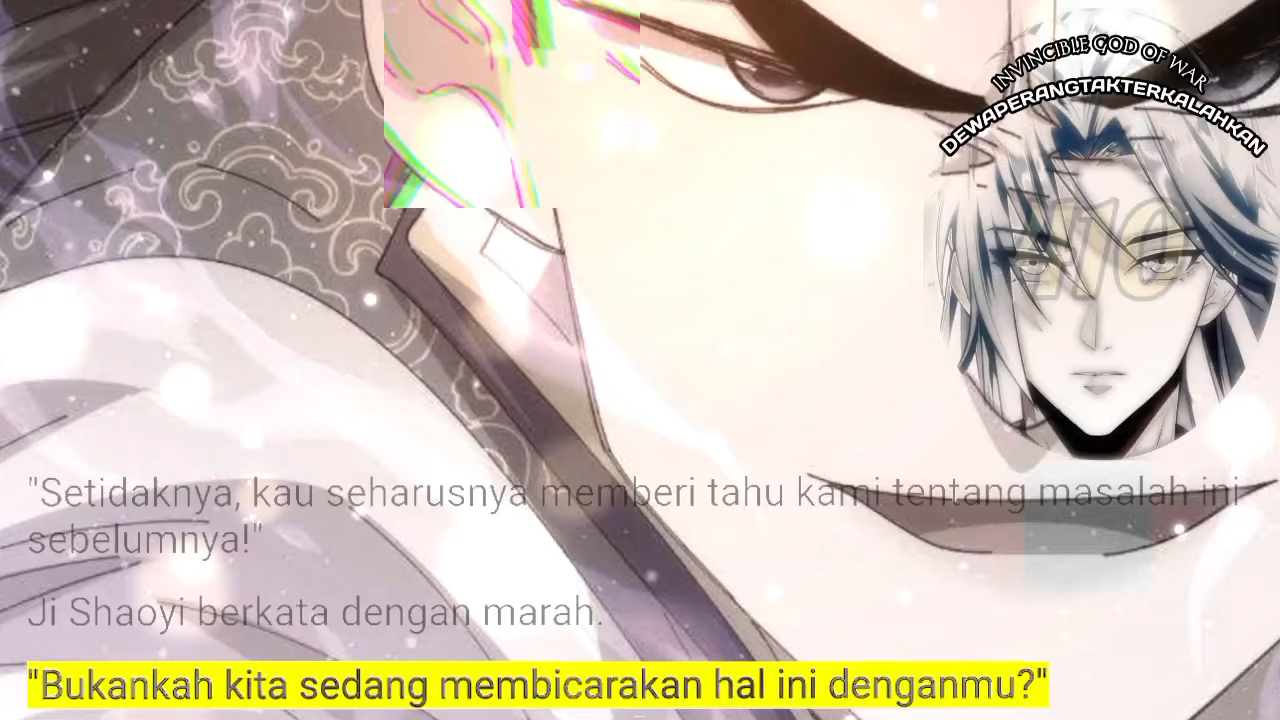 INVINCIBLE GOD OF WAR
DEWAPERANGTAKTERKALAHKAN
"Setidaknya, kau seharusnya memberi tahu kami tentang masalah ini
sebelumnya!"
Ji Shaoyi berkata dengan marah.
"Bukankah kita sedang membicarakan hal ini denganmu?"